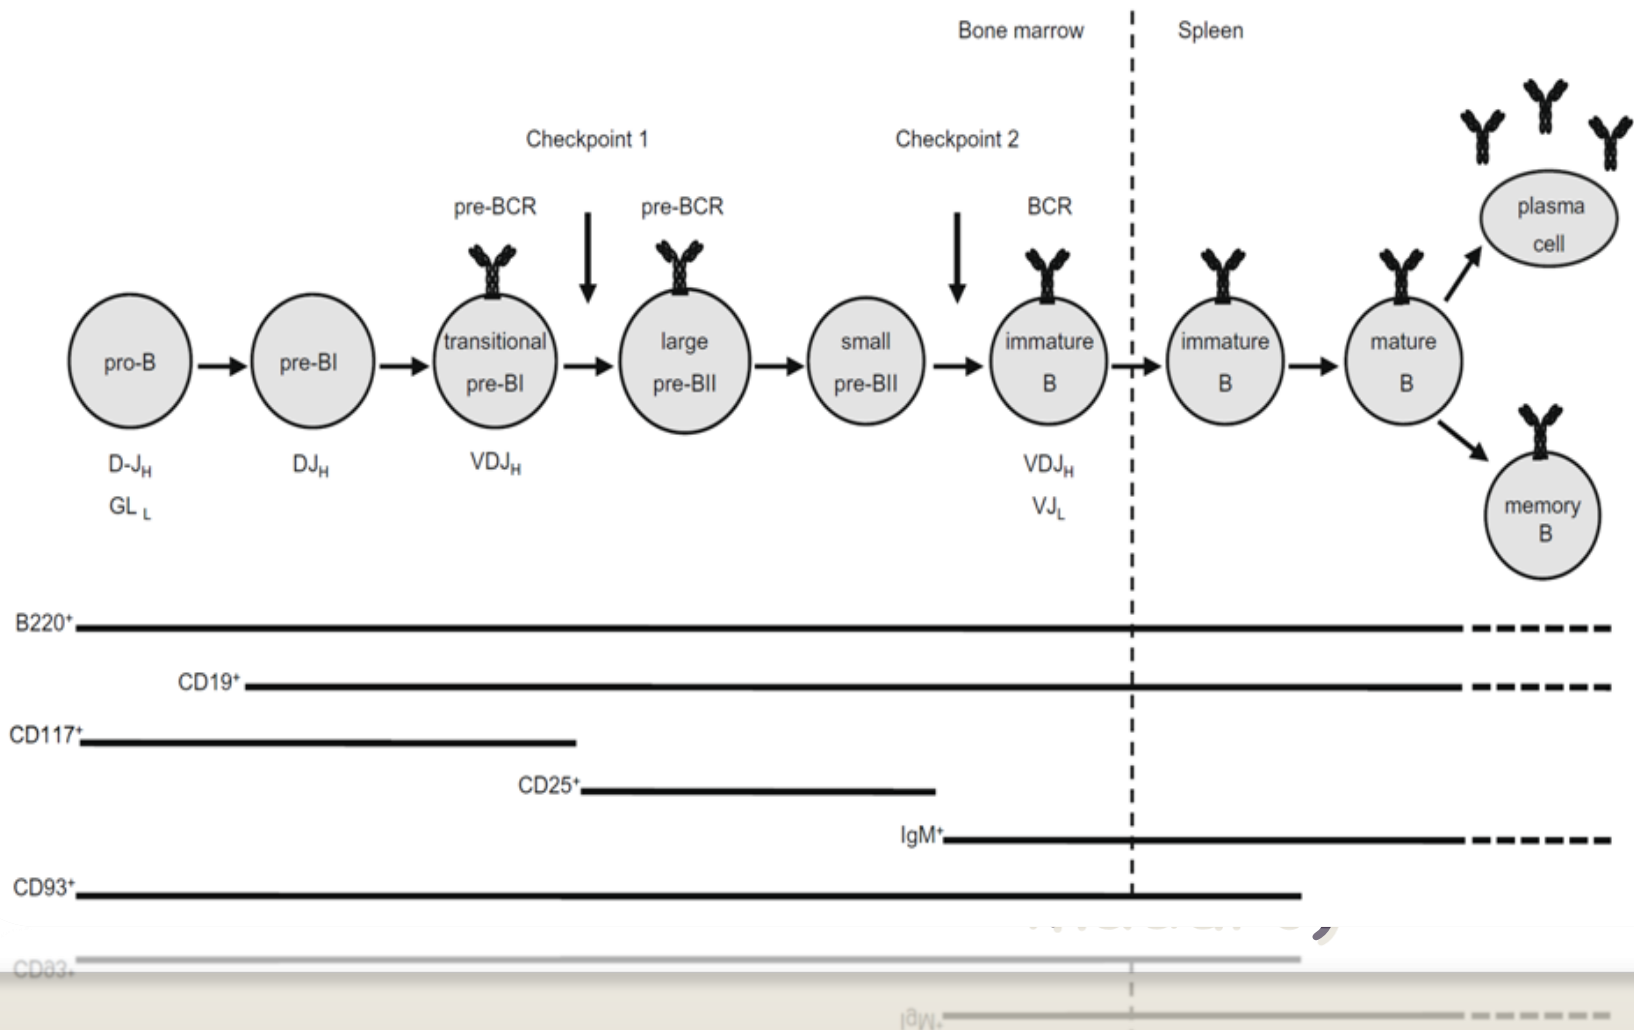 Bone marrow
Spleen
Checkpoint 1
Checkpoint 2
pre-BCR
pre-BCR
BCR
plasma
cell
pro-B
pre-BI
transitional
pre-BI
large
pre-BII
small
pre-BII
immature
B
immature
B
mature
B
memory
B
D-JH
GL L
DJH
VDJH
VDJH
VJL
B220+
CD19+
CD117+
CD25+
IgM+
CD93+
CD93+
IgM+